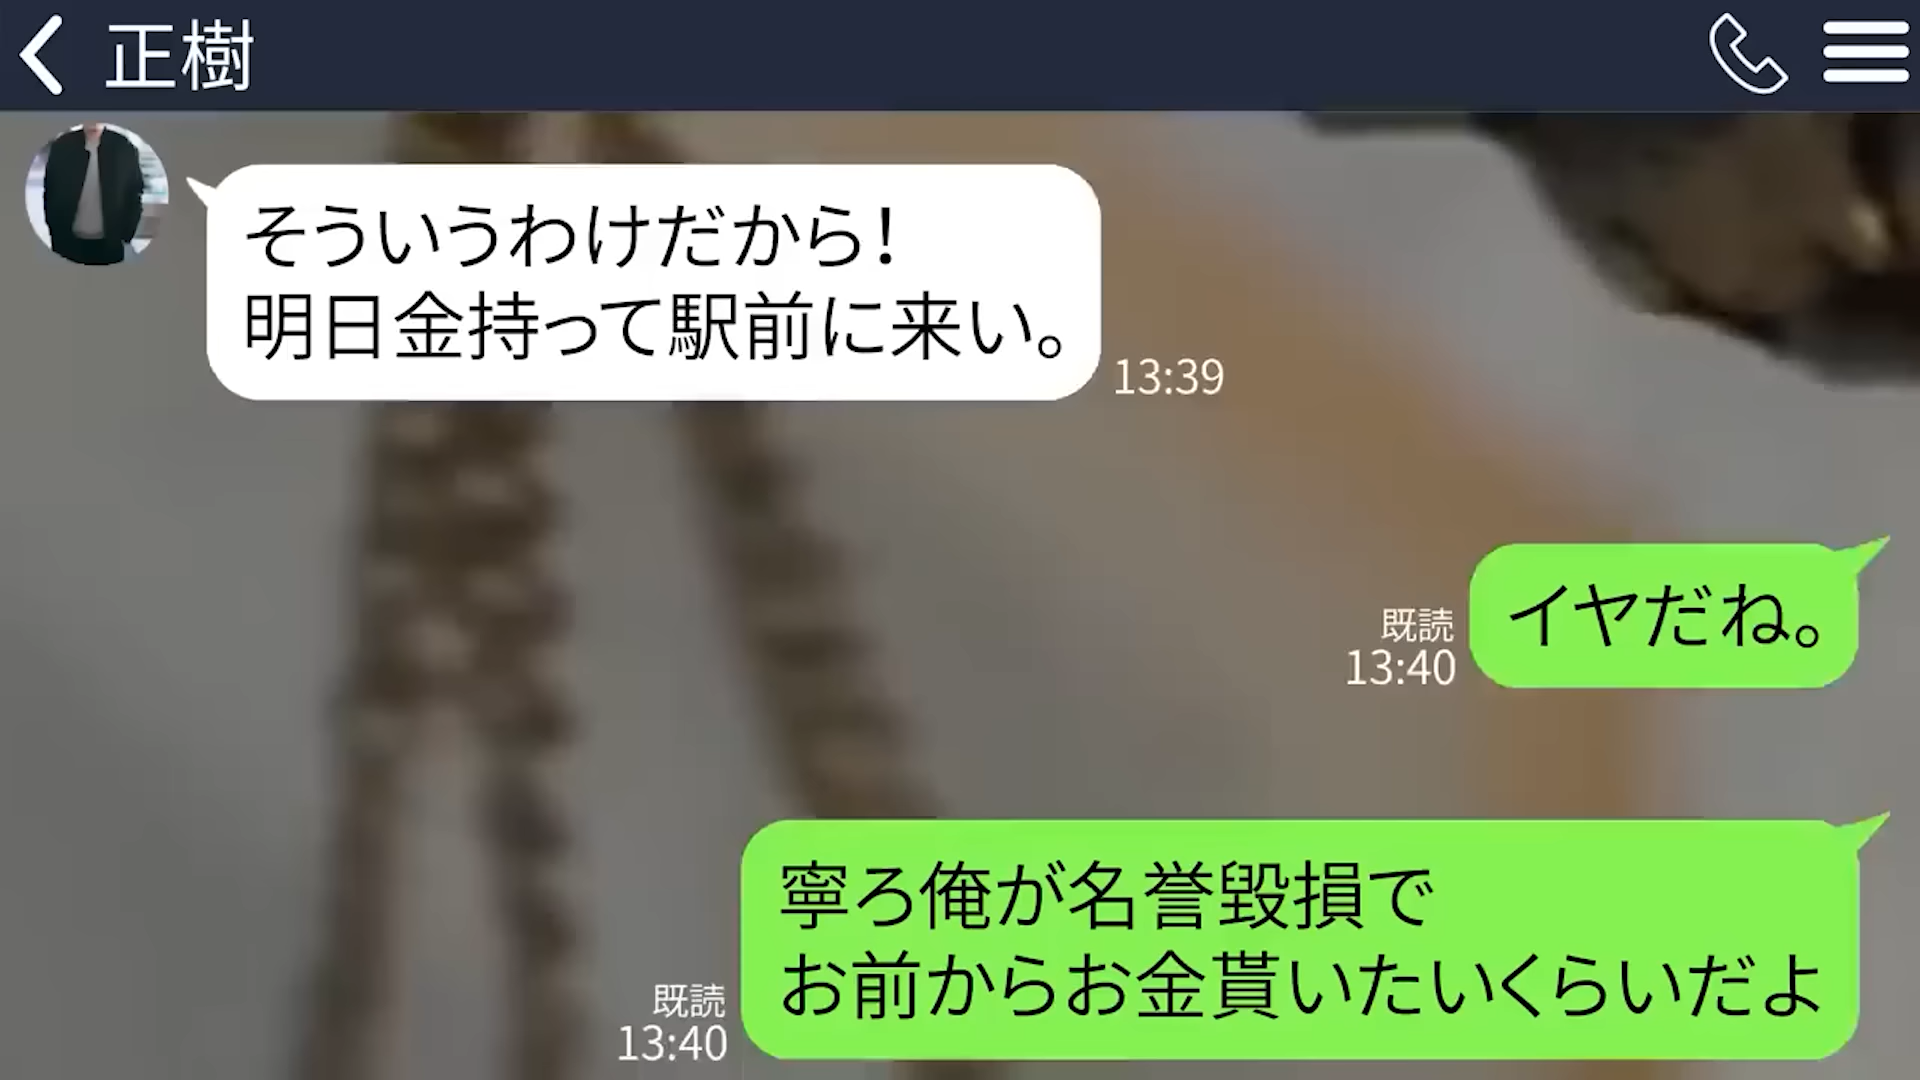 正樹
そういうわけだから!
明日金持って駅前に来い。
13:39
イヤだね。
既読
13:40
寧ろ俺が名誉毀損で
お前からお金貰いたいくらいだよ
既読
13:40